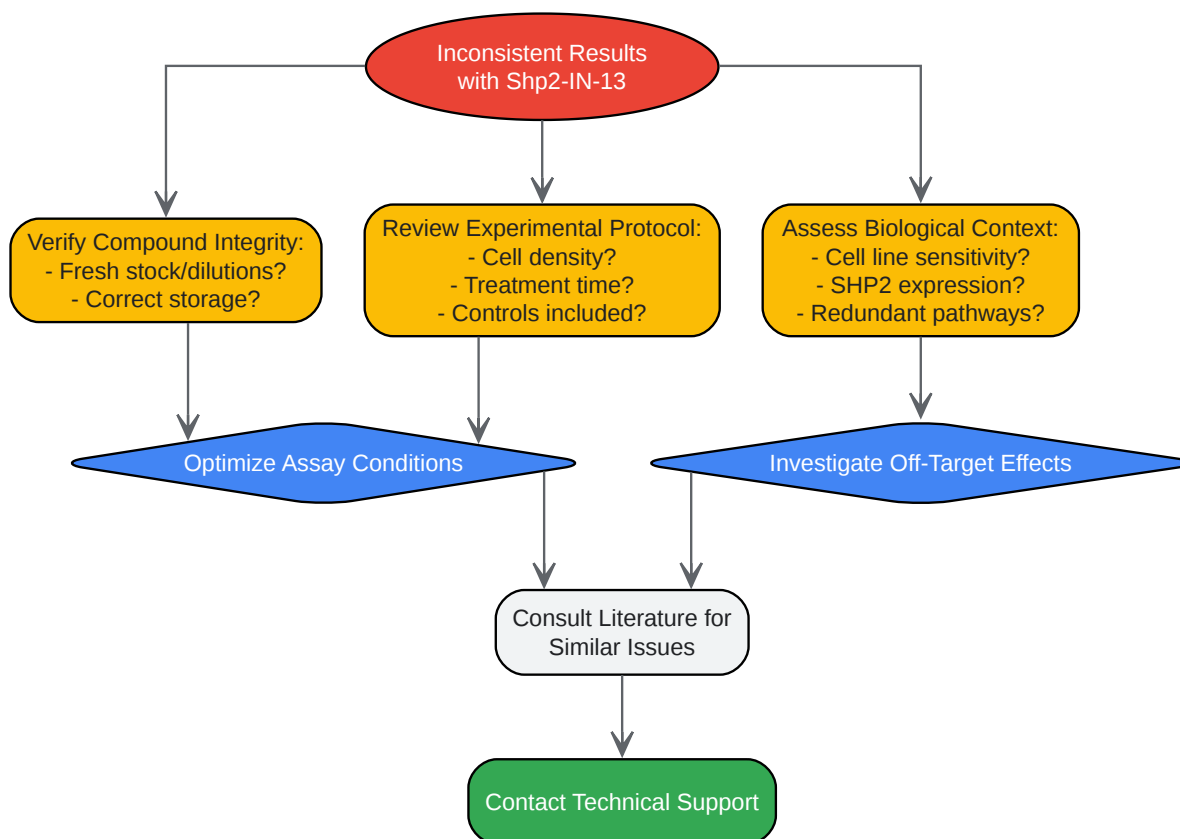 Inconsistent Results
with Shp2-IN-13
Verify Compound Integrity:
- Fresh stock/dilutions?
- Correct storage?
Review Experimental Protocol:
- Cell density?
- Treatment time?
- Controls included?
Assess Biological Context:
- Cell line sensitivity?
- SHP2 expression?
- Redundant pathways?
Optimize Assay Conditions
Investigate Off-Target Effects
Consult Literature for
Similar Issues
Contact Technical Support